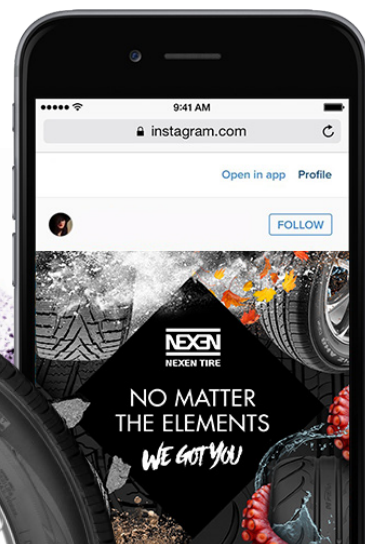 9:41 AM
instagram.com
Open in app Profile
FOLLOW
NEXEN
NEXEN TIRE
NO MATTER
THE ELEMENTS
WE GOT YOU